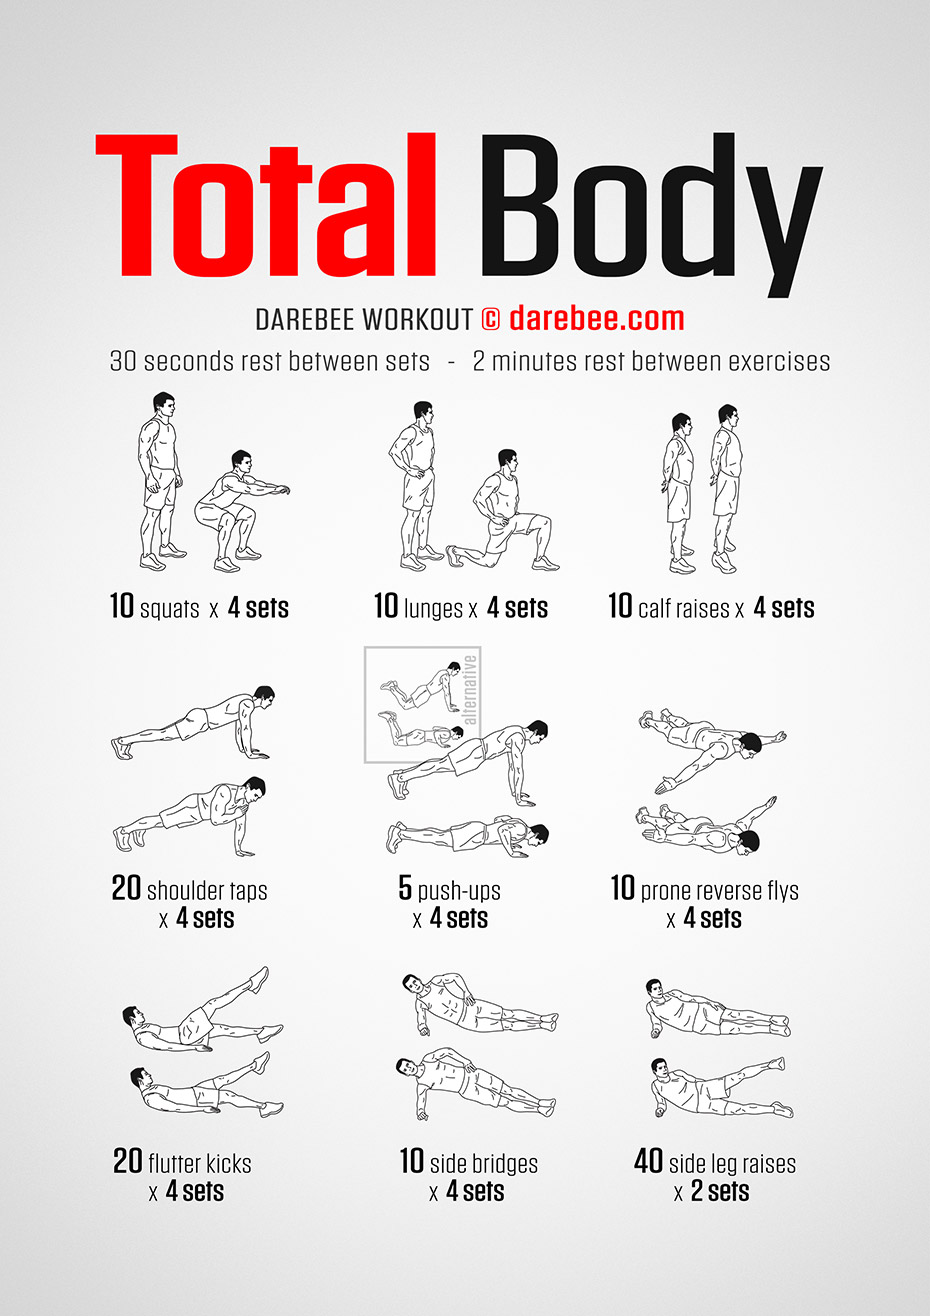 Total Body
DAREBEE WORKOUT © darebee.com
30 seconds rest between sets - 2 minutes rest between exercises
10 squats x 4 sets
10 lunges x 4 sets
10 calf raises x 4 sets
alternative
20 shoulder taps
x 4 sets
5 push-ups
x 4 sets
10 prone reverse flys
x 4 sets
20 flutter kicks
x 4 sets
10 side bridges
x 4 sets
40 side leg raises
x 2 sets